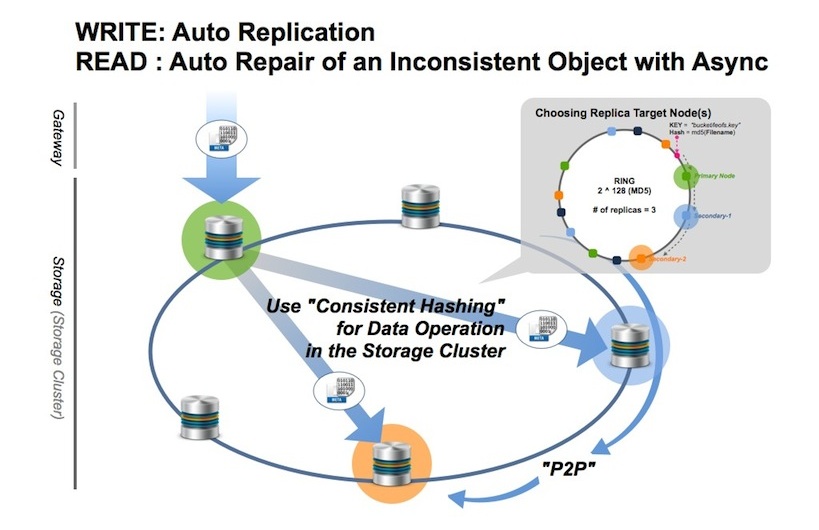 WRITE: Auto Replication
READ : Auto Repair of an Inconsistent Object with Async
Gateway
META
Choosing Replica Target Node(s)
KEY = "bucket/leofs.key"
Hash = md5(Filename)
RING
2 ^ 128 (MD5)
# of replicas = 3
Primary Node
Secondary-1
Secondary-2
Storage (Storage Cluster)
Use "Consistent Hashing"
for Data Operation
in the Storage Cluster
META
META
"P2P"